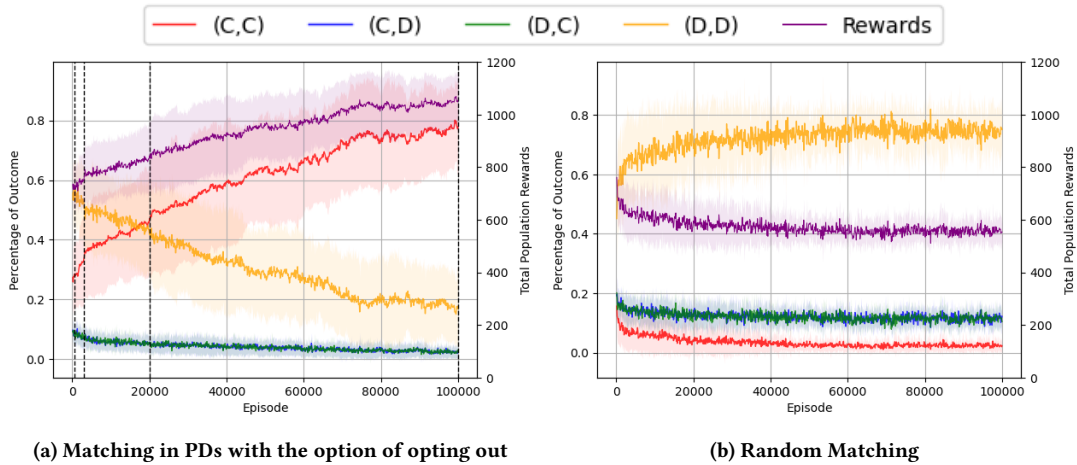 (C,C) (C,D) (D,C) (D,D) Rewards
Percentage of Outcome
0.8
0.6
0.4
0.2
0.0
1200
1000
800
600
400
200
0
Total Population Rewards
0 20000 40000 60000 80000 100000
Episode
(a) Matching in PDs with the option of opting out
Percentage of Outcome
0.8
0.6
0.4
0.2
0.0
1200
1000
800
600
400
200
0
Total Population Rewards
0 20000 40000 60000 80000 100000
Episode
(b) Random Matching